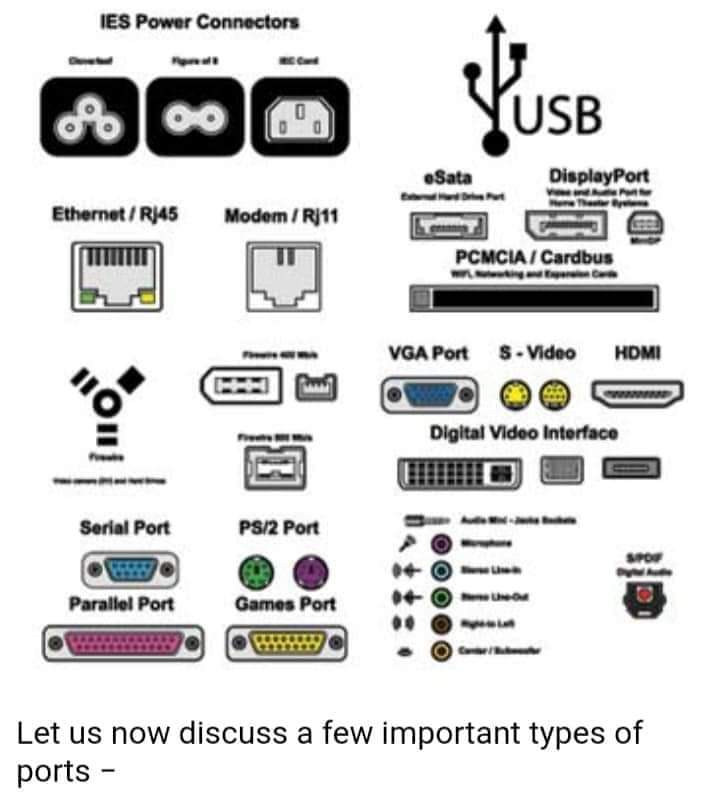 IES Power Connectors
Cloverleaf
Figure of 8
IEC Cord
USB
eSata
External Hard Drive Port
DisplayPort
Video and Audio Port for
Home Theater Systems
MiniDP
Ethernet / Rj45
Modem / Rj11
PCMCIA / Cardbus
WiFi, Networking and Expansion Cards
Firewire 400 Mb/s
VGA Port
S - Video
HDMI
Firewire
Firewire 800 Mb/s
Digital Video Interface
Serial Port
PS/2 Port
Audio Mini - Jacks Sockets
Microphone
Stereo Line-In
Stereo Line-Out
Right-to Left
Center / Subwoofer
S/PDIF
Digital Audio
Parallel Port
Games Port
Let us now discuss a few important types of
ports −